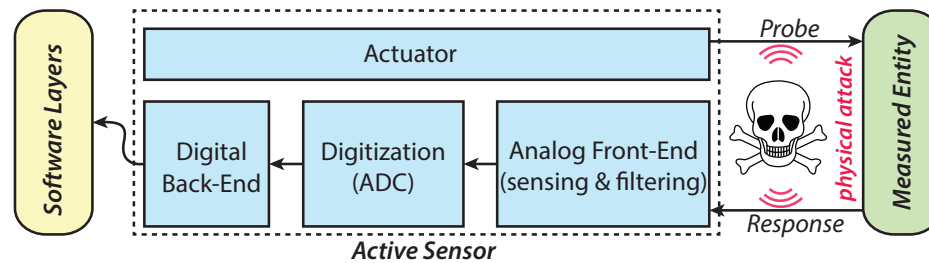 Software Layers
Actuator
Digital
Back-End
Digitization
(ADC)
Analog Front-End
(sensing & filtering)
Active Sensor
Probe
physical attack
Response
Measured Entity